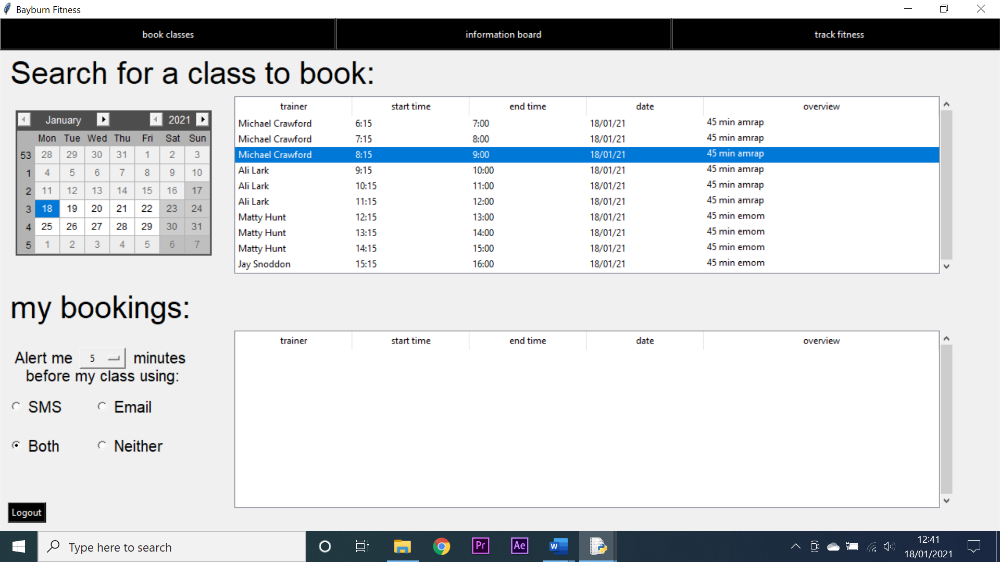 Bayburn Fitness
book classes information board track fitness
Search for a class to book:
January 2021
Mon Tue Wed Thu Fri Sat Sun
53 28 29 30 31 1 2 3
1 4 5 6 7 8 9 10
2 11 12 13 14 15 16 17
3 18 19 20 21 22 23 24
4 25 26 27 28 29 30 31
5 1 2 3 4 5 6 7
trainer start time end time date overview
Michael Crawford 6:15 7:00 18/01/21 45 min amrap
Michael Crawford 7:15 8:00 18/01/21 45 min amrap
Michael Crawford 8:15 9:00 18/01/21 45 min amrap
Ali Lark 9:15 10:00 18/01/21 45 min amrap
Ali Lark 10:15 11:00 18/01/21 45 min amrap
Ali Lark 11:15 12:00 18/01/21 45 min amrap
Matty Hunt 12:15 13:00 18/01/21 45 min emom
Matty Hunt 13:15 14:00 18/01/21 45 min emom
Matty Hunt 14:15 15:00 18/01/21 45 min emom
Jay Snoddon 15:15 16:00 18/01/21 45 min emom
my bookings:
Alert me 5 minutes
before my class using:
SMS Email
Both Neither
trainer start time end time date overview
Logout
Type here to search
Pr
Ae
W
12:41
18/01/2021